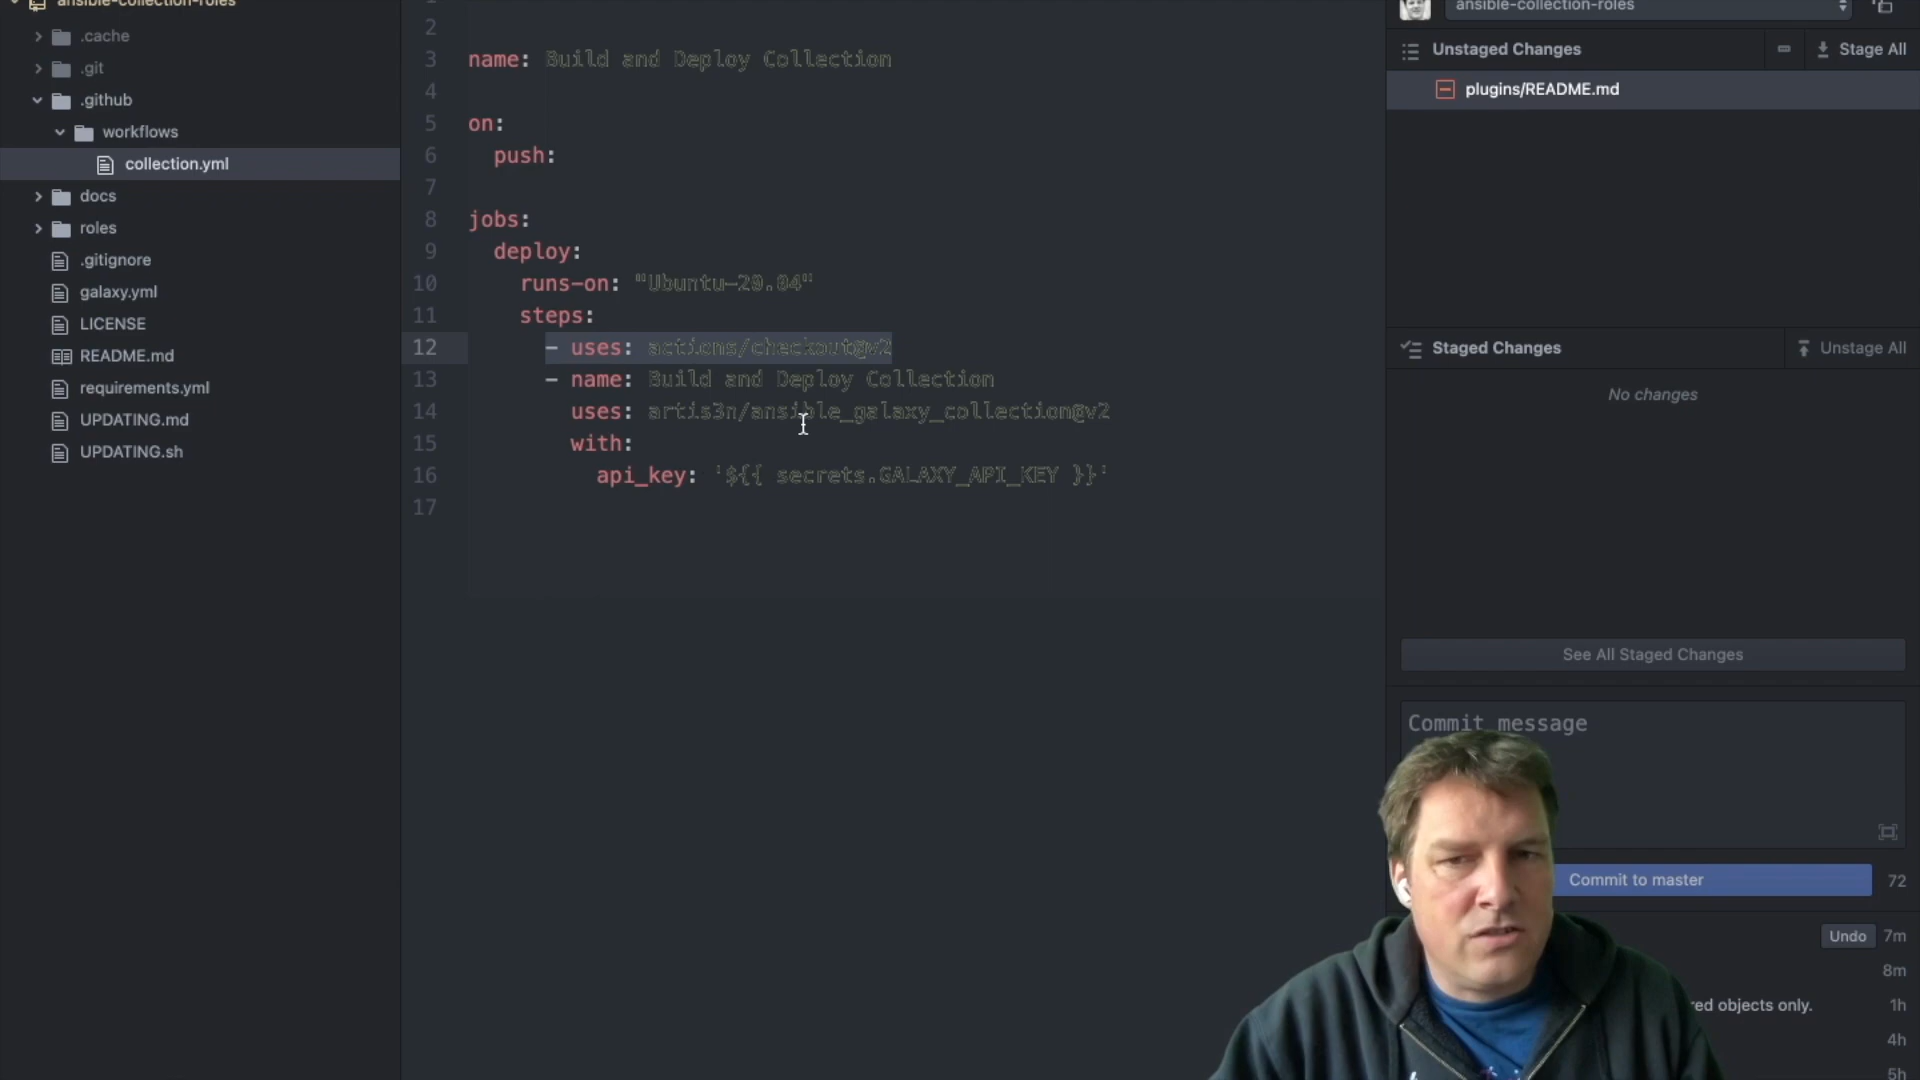 ansible-collection-roles
.cache
.git
.github
workflows
collection.yml
docs
roles
.gitignore
galaxy.yml
LICENSE
README.md
requirements.yml
UPDATING.md
UPDATING.sh
2
3 name: Build and Deploy Collection
4
5 on:
6 push:
7
8 jobs:
9 deploy:
10 runs-on: "Ubuntu-20.04"
11 steps:
12 - uses: actions/checkout@v2
13 - name: Build and Deploy Collection
14 uses: artis3n/ansible_galaxy_collection@v2
15 with:
16 api_key: '${{ secrets.GALAXY_API_KEY }}'
17
ansible-collection-roles
Unstaged Changes Stage All
plugins/README.md
Staged Changes Unstage All
No changes
See All Staged Changes
Commit message
Commit to master 72
Undo 7m
8m
red objects only. 1h
4h
5h